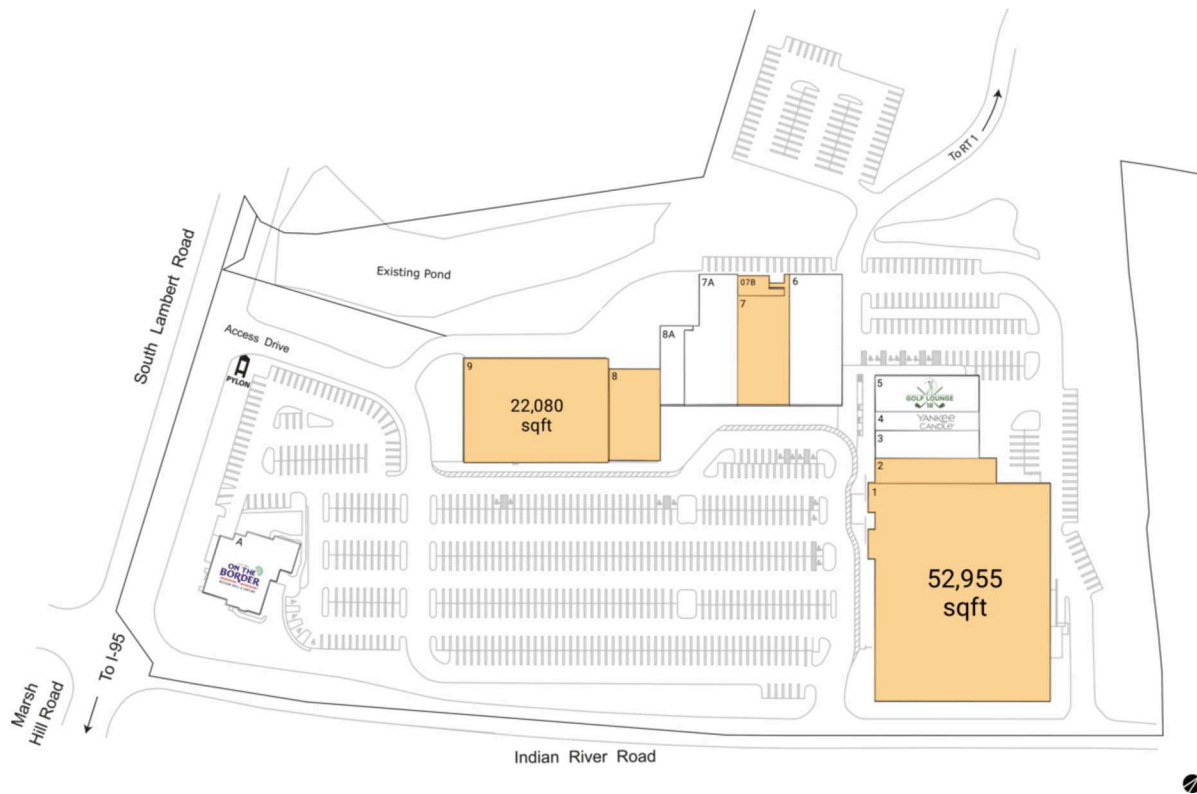 To RT 1
South Lambert Road
Existing Pond
Access Drive
PYLON
7A
07B
6
7
8A
9
8
22,080
sqft
5
GOLF LOUNGE
18
4
YANKEE
CANDLE
3
2
1
52,955
sqft
A
ON THE
BORDER
To I-95
Marsh
Hill Road
Indian River Road